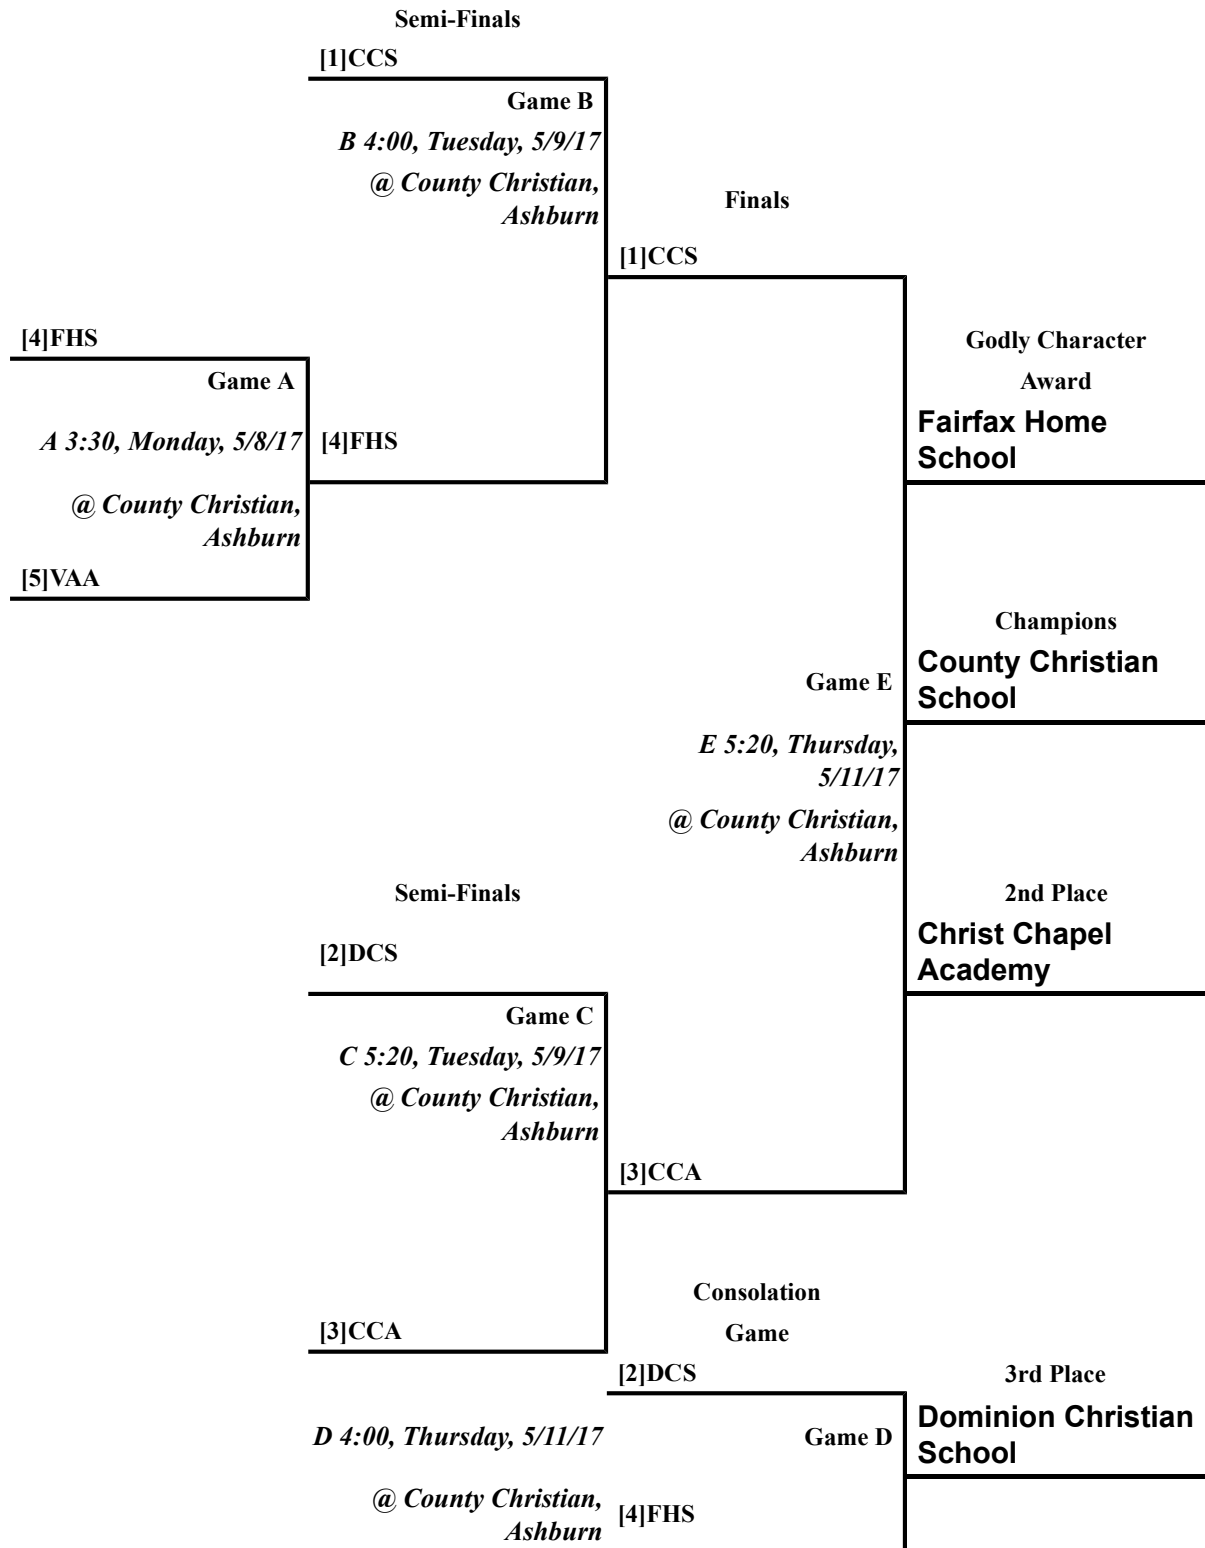 Semi-Finals
[1]CCS
Game B
B 4:00, Tuesday, 5/9/17
@ County Christian,
Ashburn
Finals
[1]CCS
[4]FHS
Game A
A 3:30, Monday, 5/8/17
[4]FHS
@ County Christian,
Ashburn
[5]VAA
Godly Character
Award
Fairfax Home
School
Champions
County Christian
School
Game E
E 5:20, Thursday,
5/11/17
@ County Christian,
Ashburn
2nd Place
Christ Chapel
Academy
Semi-Finals
[2]DCS
Game C
C 5:20, Tuesday, 5/9/17
@ County Christian,
Ashburn
[3]CCA
[3]CCA
Consolation
Game
[2]DCS
D 4:00, Thursday, 5/11/17
Game D
@ County Christian,
Ashburn
[4]FHS
3rd Place
Dominion Christian
School